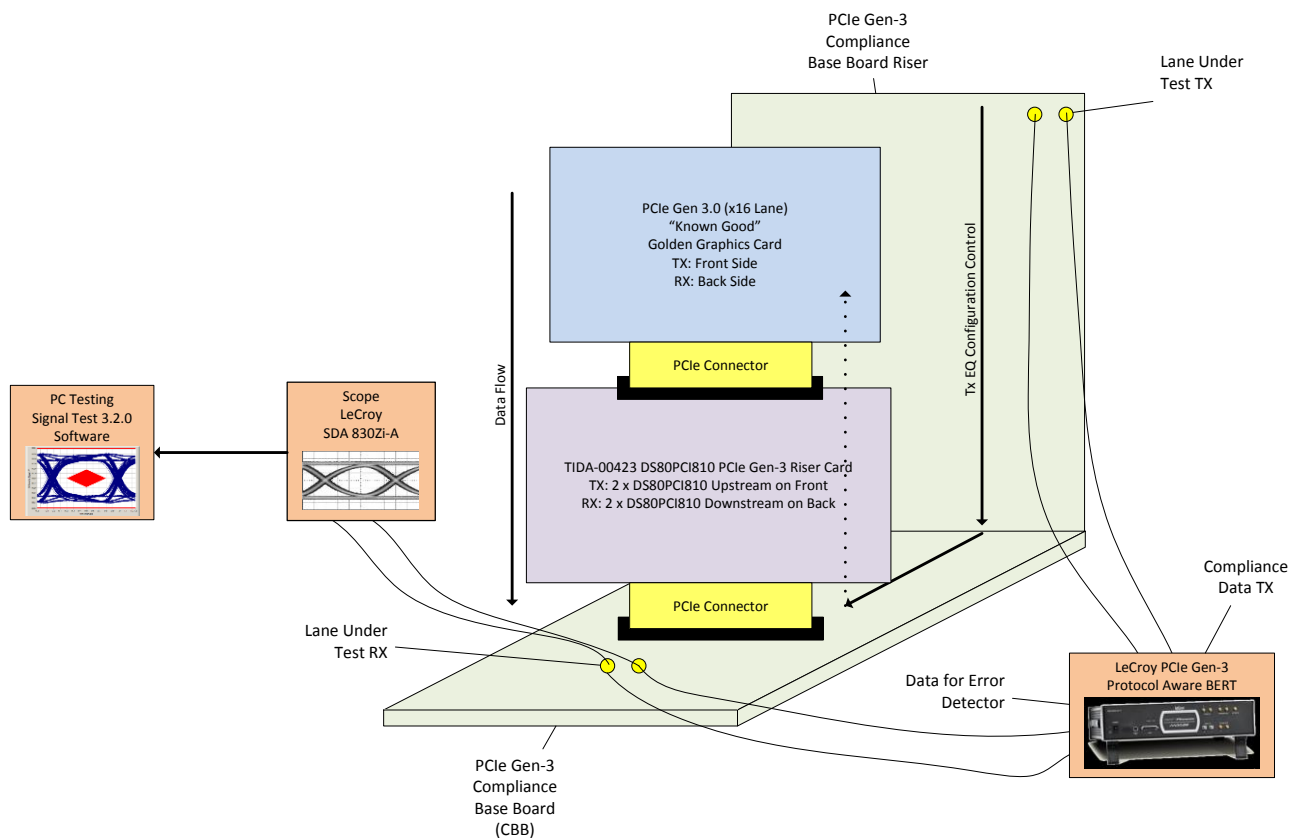 PCIe Gen-3
Compliance
Base Board Riser
Lane Under
Test TX
PCIe Gen 3.0 (x16 Lane)
“Known Good”
Golden Graphics Card
TX: Front Side
RX: Back Side
Tx EQ Configuration Control
Data Flow
PCIe Connector
PC Testing
Signal Test 3.2.0
Software
Scope
LeCroy
SDA 830Zi-A
TIDA-00423 DS80PCI810 PCIe Gen-3 Riser Card
TX: 2 x DS80PCI810 Upstream on Front
RX: 2 x DS80PCI810 Downstream on Back
PCIe Connector
Compliance
Data TX
Lane Under
Test RX
LeCroy PCIe Gen-3
Protocol Aware BERT
Data for Error
Detector
PCIe Gen-3
Compliance
Base Board
(CBB)